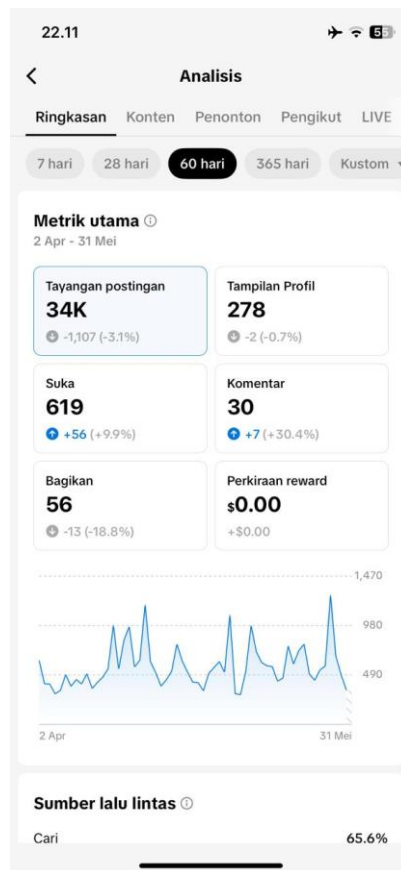 22.11
55
Analisis
Ringkasan Konten Penonton Pengikut LIVE
7 hari 28 hari 60 hari 365 hari Kustom
Metrik utama
2 Apr - 31 Mei
Tayangan postingan
34K
-1,107 (-3.1%)
Tampilan Profil
278
-2 (-0.7%)
Suka
619
+56 (+9.9%)
Komentar
30
+7 (+30.4%)
Bagikan
56
-13 (-18.8%)
Perkiraan reward
$0.00
+$0.00
1,470
980
490
2 Apr 31 Mei
Sumber lalu lintas
Cari 65.6%